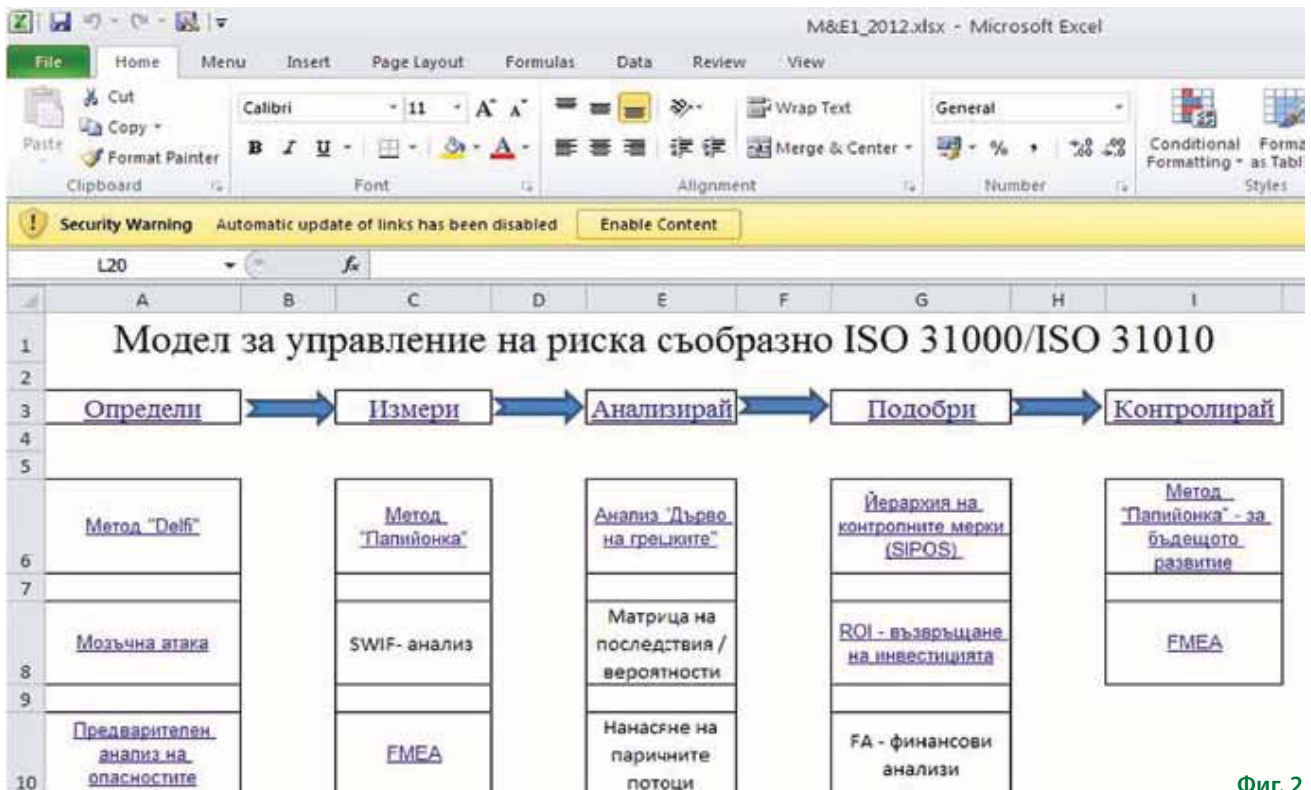 M&E1_2012.xlsx - Microsoft Excel
File Home Menu Insert Page Layout Formulas Data Review View
Paste
Cut
Copy
Format Painter
Clipboard
Calibri 11 A A
B I U A
Font
Wrap Text
Merge & Center
Alignment
General
% ,
Number
Conditional Formatting
Forma
as Tabl
Styles
Security Warning Automatic update of links has been disabled Enable Content
L20 fx
A B C D E F G H I
1 Модел за управление на риска съобразно ISO 31000/ISO 31010
2
3 Определи Измери Анализирай Подобри Контролирай
4
5
6
Метод "Delfi"
Метод
"Папийонка"
Анализ "Дърво
на грешките"
Йерархия на
контролните мерки
(SIPOS)
Метод
"Папийонка" - за
бъдещото
развитие
7
8
Мозъчна атака
SWIF- анализ
Матрица на
последствия /
вероятности
ROI - възвръщане
на инвестицията
FMEA
9
10
Предварителен
анализ на
опасностите
FMEA
Нанасяне на
паричните
потоци
FA - финансови
анализи
Фиг. 2